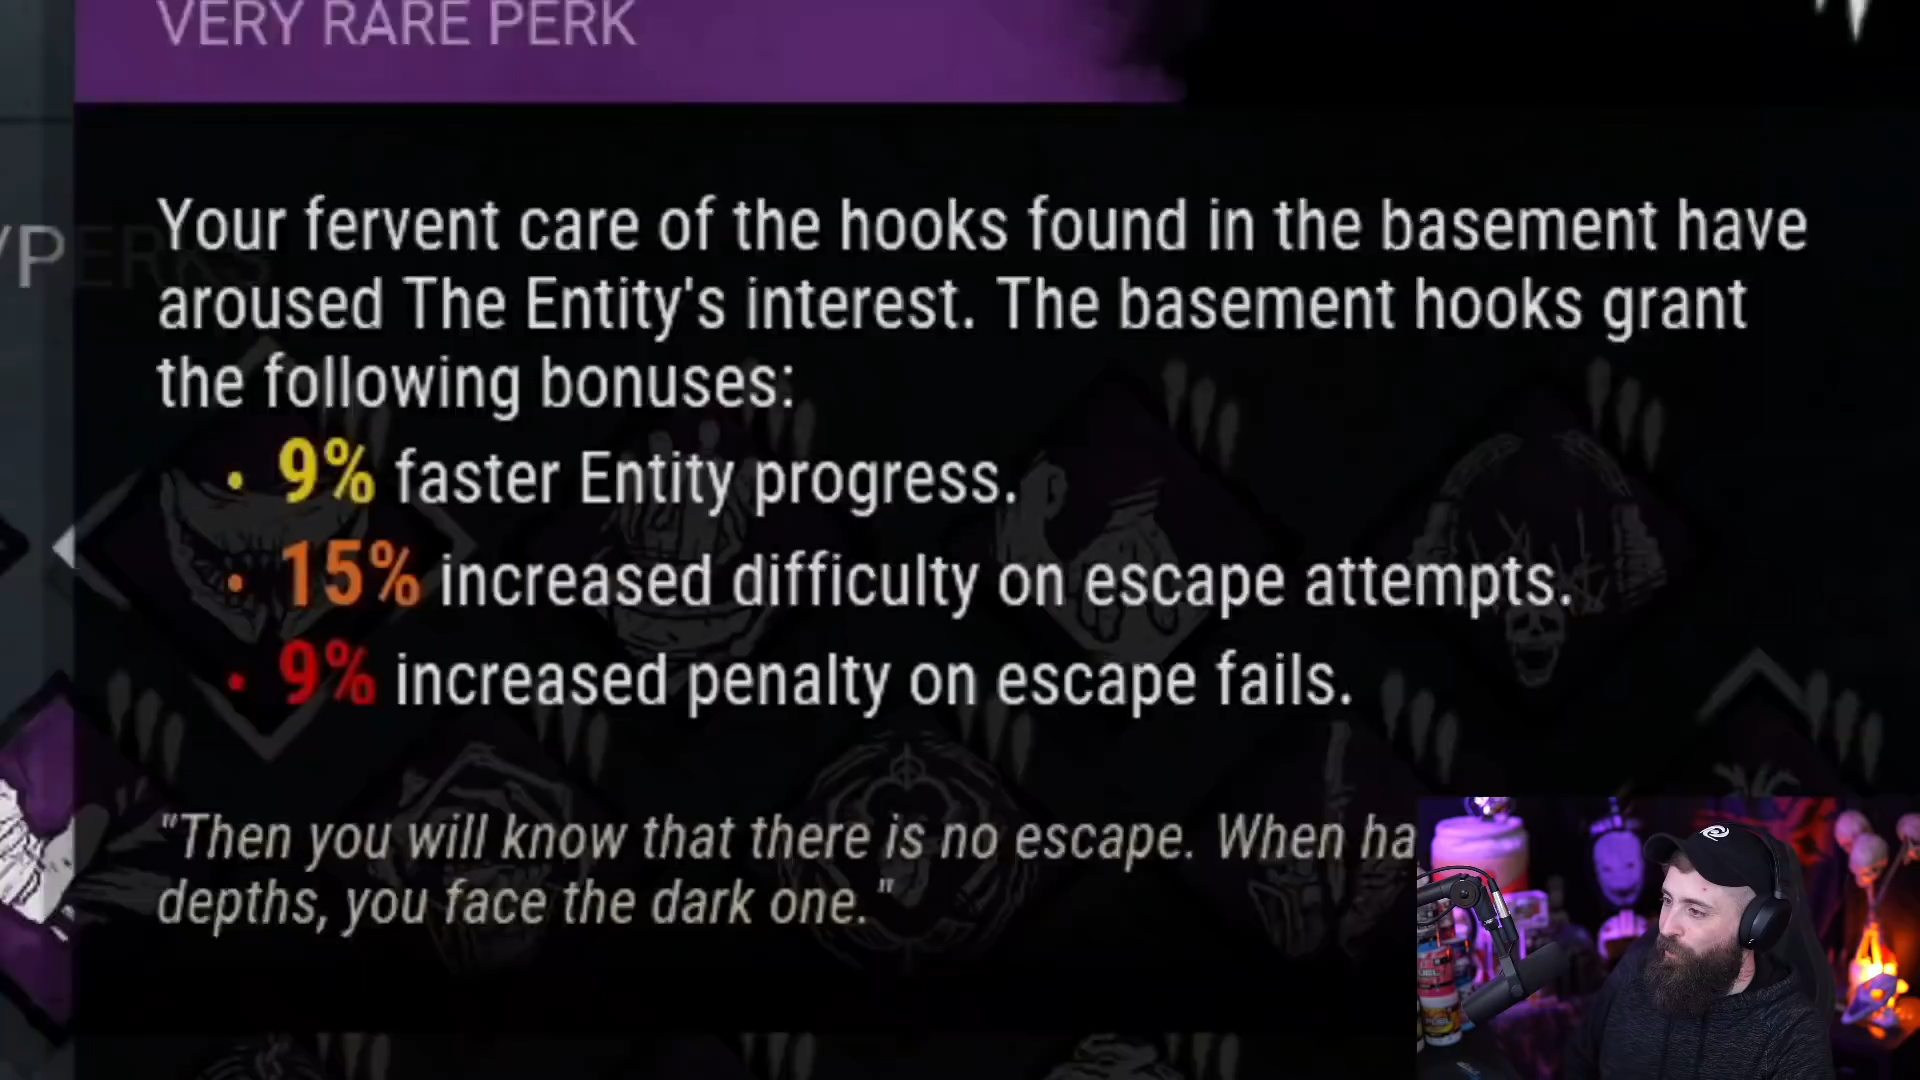 VERY RARE PERK
/PERKS
Your fervent care of the hooks found in the basement have
aroused The Entity's interest. The basement hooks grant
the following bonuses:
• 9% faster Entity progress.
• 15% increased difficulty on escape attempts.
• 9% increased penalty on escape fails.
"Then you will know that there is no escape. When ha
depths, you face the dark one."